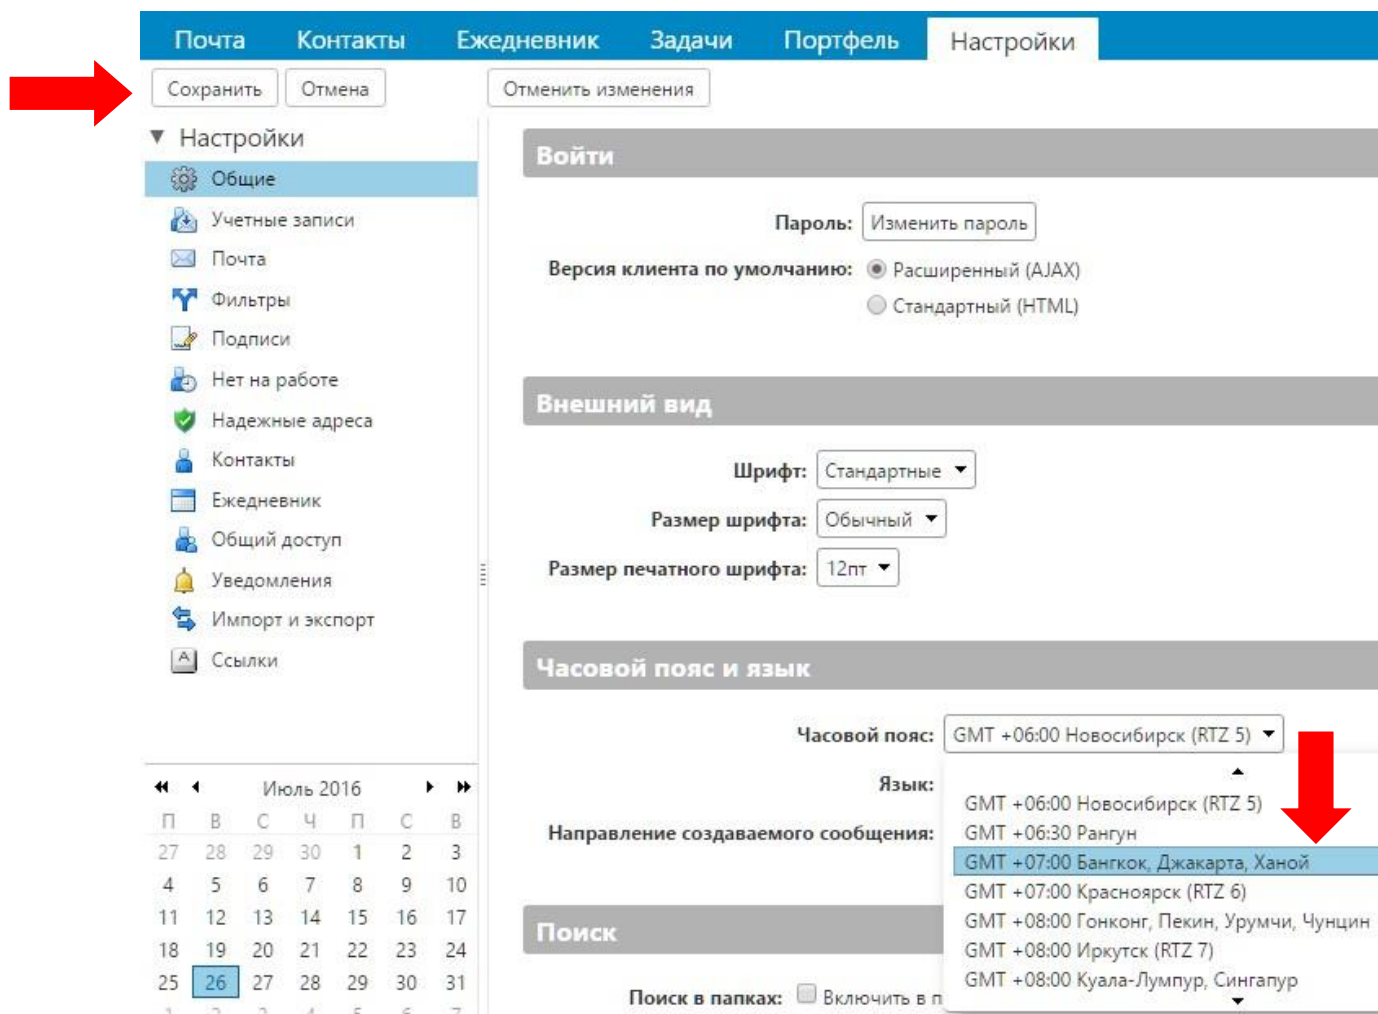 Почта Контакты Ежедневник Задачи Портфель Настройки
Сохранить Отмена Отменить изменения
Настройки
Общие
Учетные записи
Почта
Фильтры
Подписи
Нет на работе
Надежные адреса
Контакты
Ежедневник
Общий доступ
Уведомления
Импорт и экспорт
Ссылки
Июль 2016
П В С Ч П С В
27 28 29 30 1 2 3
4 5 6 7 8 9 10
11 12 13 14 15 16 17
18 19 20 21 22 23 24
25 26 27 28 29 30 31
1 2 3 4 5 6 7
Войти
Пароль: Изменить пароль
Версия клиента по умолчанию: Расширенный (AJAX)
Стандартный (HTML)
Внешний вид
Шрифт: Стандартные
Размер шрифта: Обычный
Размер печатного шрифта: 12пт
Часовой пояс и язык
Часовой пояс: GMT +06:00 Новосибирск (RTZ 5)
Язык:
Направление создаваемого сообщения:
GMT +06:00 Новосибирск (RTZ 5)
GMT +06:30 Рангун
GMT +07:00 Бангкок, Джакарта, Ханой
GMT +07:00 Красноярск (RTZ 6)
GMT +08:00 Гонконг, Пекин, Урумчи, Чунцин
GMT +08:00 Иркутск (RTZ 7)
GMT +08:00 Куала-Лумпур, Сингапур
Поиск
Поиск в папках: Включить в п